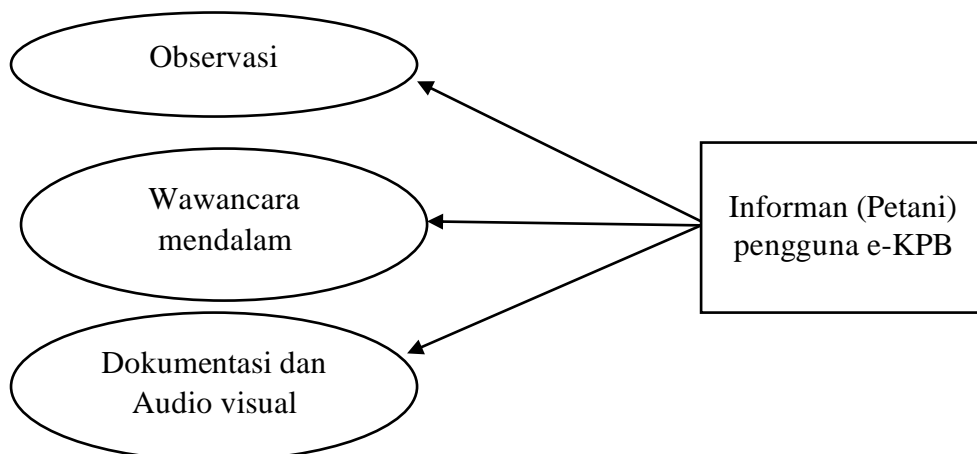 Observasi
Wawancara
mendalam
Informan (Petani)
pengguna e-KPB
Dokumentasi dan
Audio visual